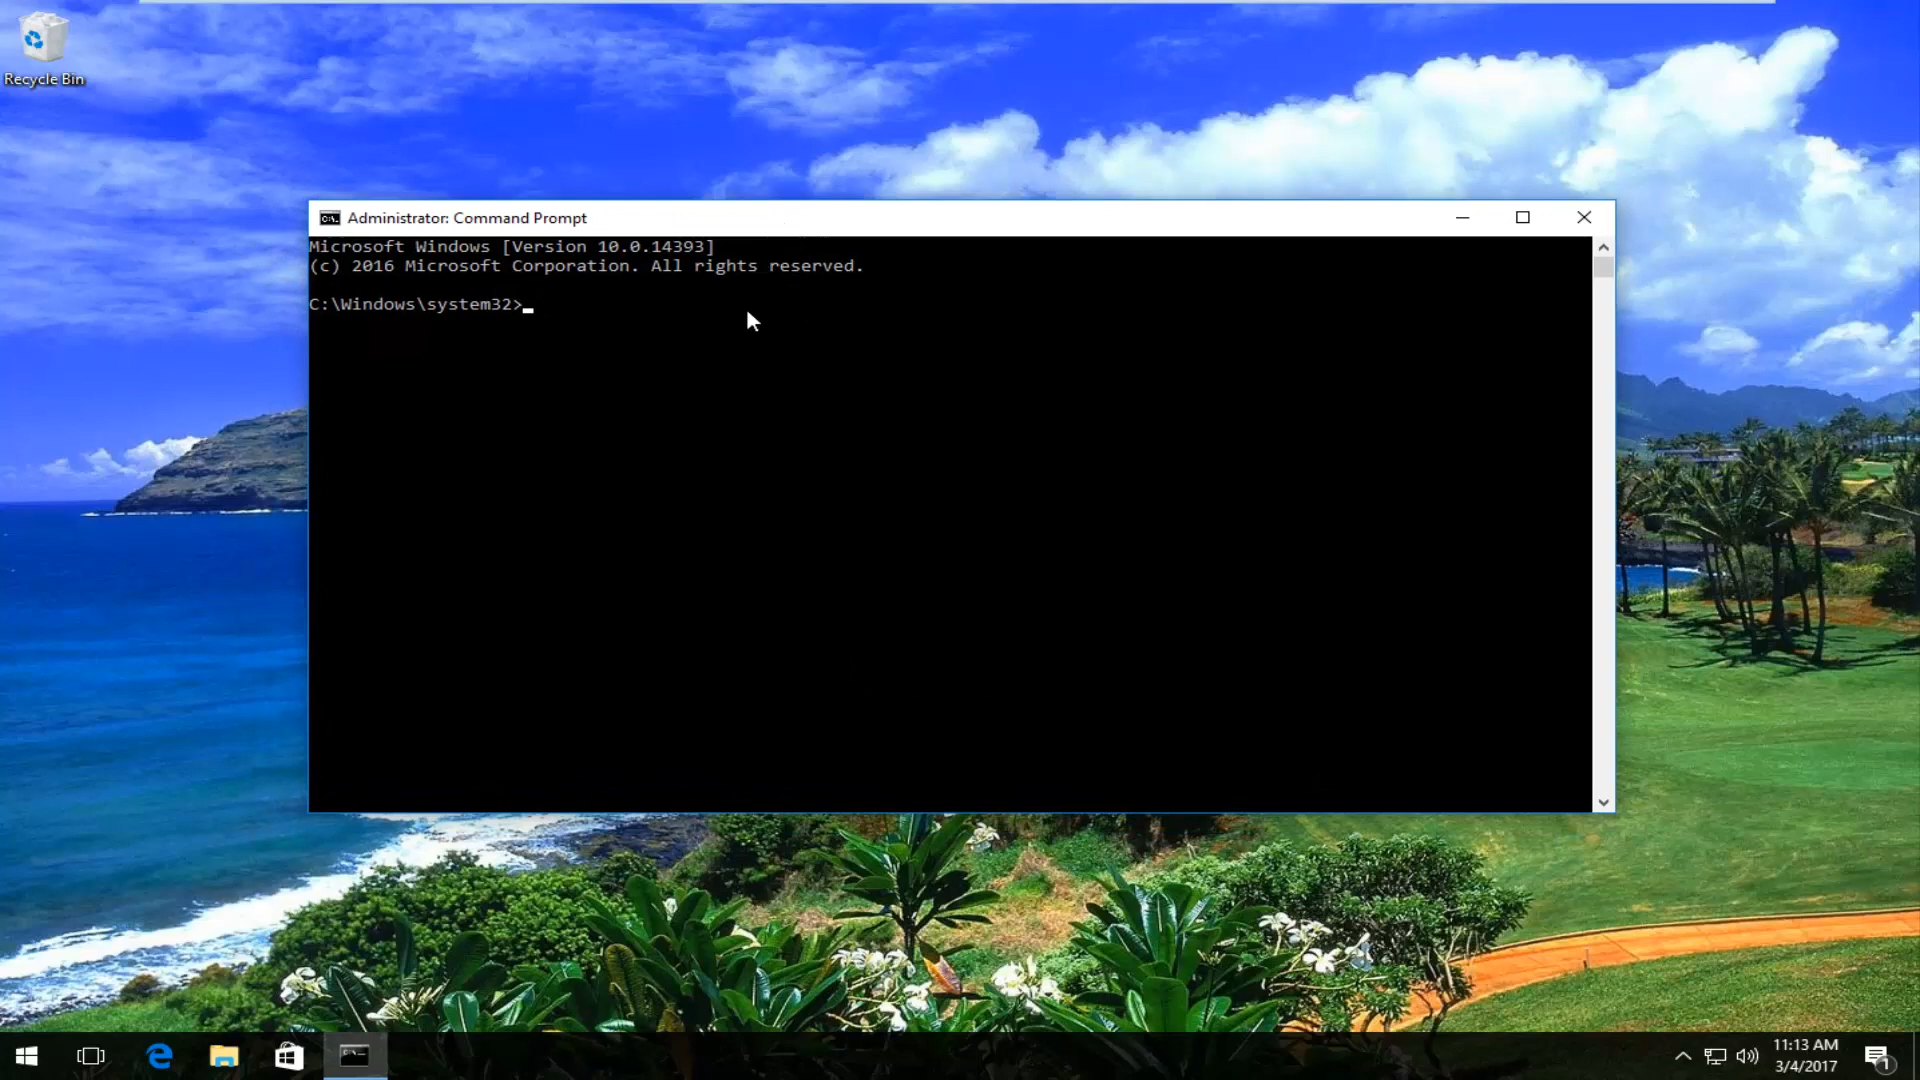 Recycle Bin
Administrator: Command Prompt
Microsoft Windows [Version 10.0.14393]
(c) 2016 Microsoft Corporation. All rights reserved.
C:\Windows\system32>
11:13 AM
3/4/2017
1